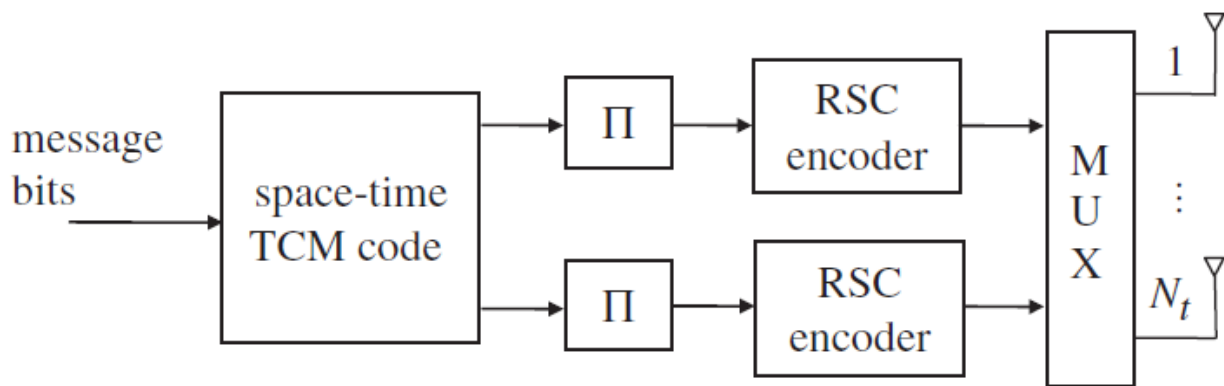 message
bits
space-time
TCM code
Π
RSC
encoder
Π
RSC
encoder
M
U
X
1
⋮
N_t